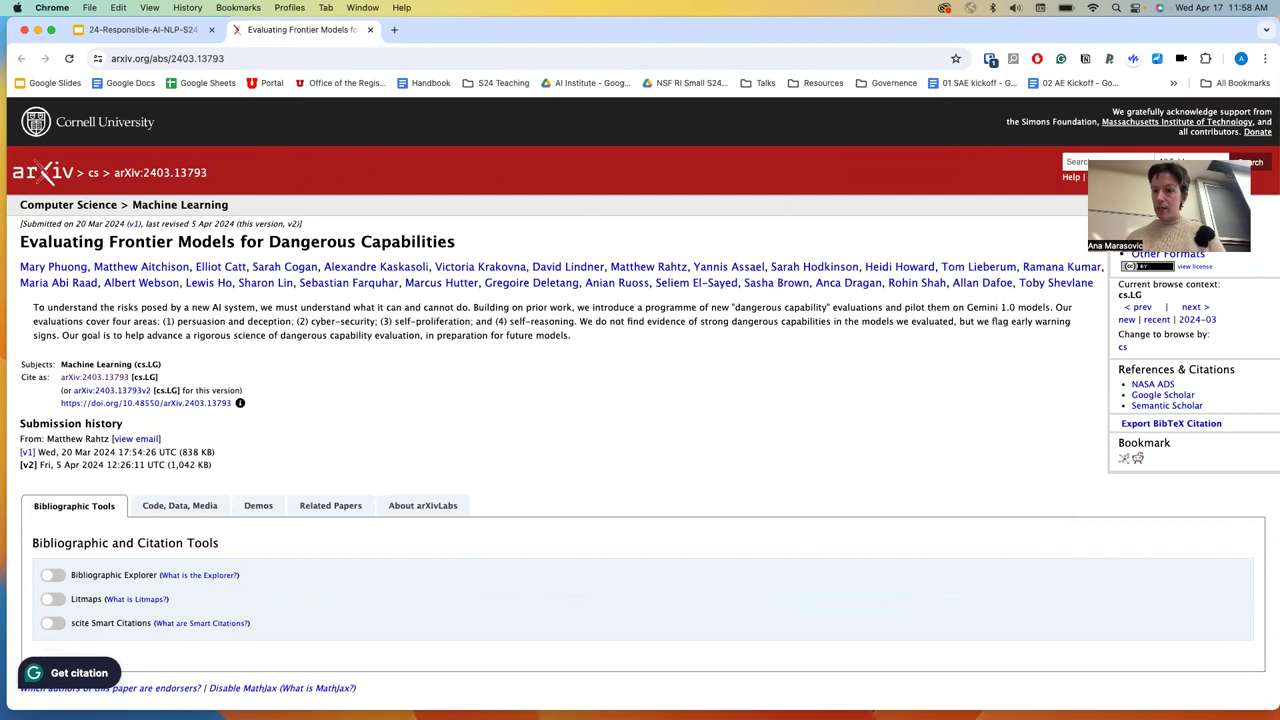 Chrome File Edit View History Bookmarks Profiles Tab Window Help Wed Apr 17 11:58 AM
24-Responsible-AI-NLP-S24 Evaluating Frontier Models fo
arxiv.org/abs/2403.13793
Google Slides Google Docs Google Sheets Portal Office of the Regis... Handbook S24 Teaching AI Institute - Goog... NSF RI Small S24... Talks Resources Governence 01 SAE kickoff - G... 02 AE Kickoff - Go... » All Bookmarks
We gratefully acknowledge support from
the Simons Foundation, Massachusetts Institute of Technology, and
all contributors. Donate
Cornell University
arXiv > cs > arXiv:2403.13793
Help |
Computer Science > Machine Learning
[Submitted on 20 Mar 2024 (v1), last revised 5 Apr 2024 (this version, v2)]
Evaluating Frontier Models for Dangerous Capabilities
Mary Phuong, Matthew Aitchison, Elliot Catt, Sarah Cogan, Alexandre Kaskasoli, Victoria Krakovna, David Lindner, Matthew Rahtz, Yannis Assael, Sarah Hodkinson, Heidi Howard, Tom Lieberum, Ramana Kumar,
Maria Abi Raad, Albert Webson, Lewis Ho, Sharon Lin, Sebastian Farquhar, Marcus Hutter, Gregoire Deletang, Anian Ruoss, Seliem El-Sayed, Sasha Brown, Anca Dragan, Rohin Shah, Allan Dafoe, Toby Shevlane
To understand the risks posed by a new AI system, we must understand what it can and cannot do. Building on prior work, we introduce a programme of new "dangerous capability" evaluations and pilot them on Gemini 1.0 models. Our
evaluations cover four areas: (1) persuasion and deception; (2) cyber-security; (3) self-proliferation; and (4) self-reasoning. We do not find evidence of strong dangerous capabilities in the models we evaluated, but we flag early warning
signs. Our goal is to help advance a rigorous science of dangerous capability evaluation, in preparation for future models.
Subjects: Machine Learning (cs.LG)
Cite as: arXiv:2403.13793 [cs.LG]
(or arXiv:2403.13793v2 [cs.LG] for this version)
https://doi.org/10.48550/arXiv.2403.13793
Submission history
From: Matthew Rahtz [view email]
[v1] Wed, 20 Mar 2024 17:54:26 UTC (838 KB)
[v2] Fri, 5 Apr 2024 12:26:11 UTC (1,042 KB)
Ana Marasovic
Other Formats
view license
Current browse context:
cs.LG
< prev | next >
new | recent | 2024-03
Change to browse by:
cs
References & Citations
NASA ADS
Google Scholar
Semantic Scholar
Export BibTeX Citation
Bookmark
Bibliographic Tools Code, Data, Media Demos Related Papers About arXivLabs
Bibliographic and Citation Tools
Bibliographic Explorer (What is the Explorer?)
Litmaps (What is Litmaps?)
scite Smart Citations (What are Smart Citations?)
Get citation
Which authors of this paper are endorsers? | Disable MathJax (What is MathJax?)